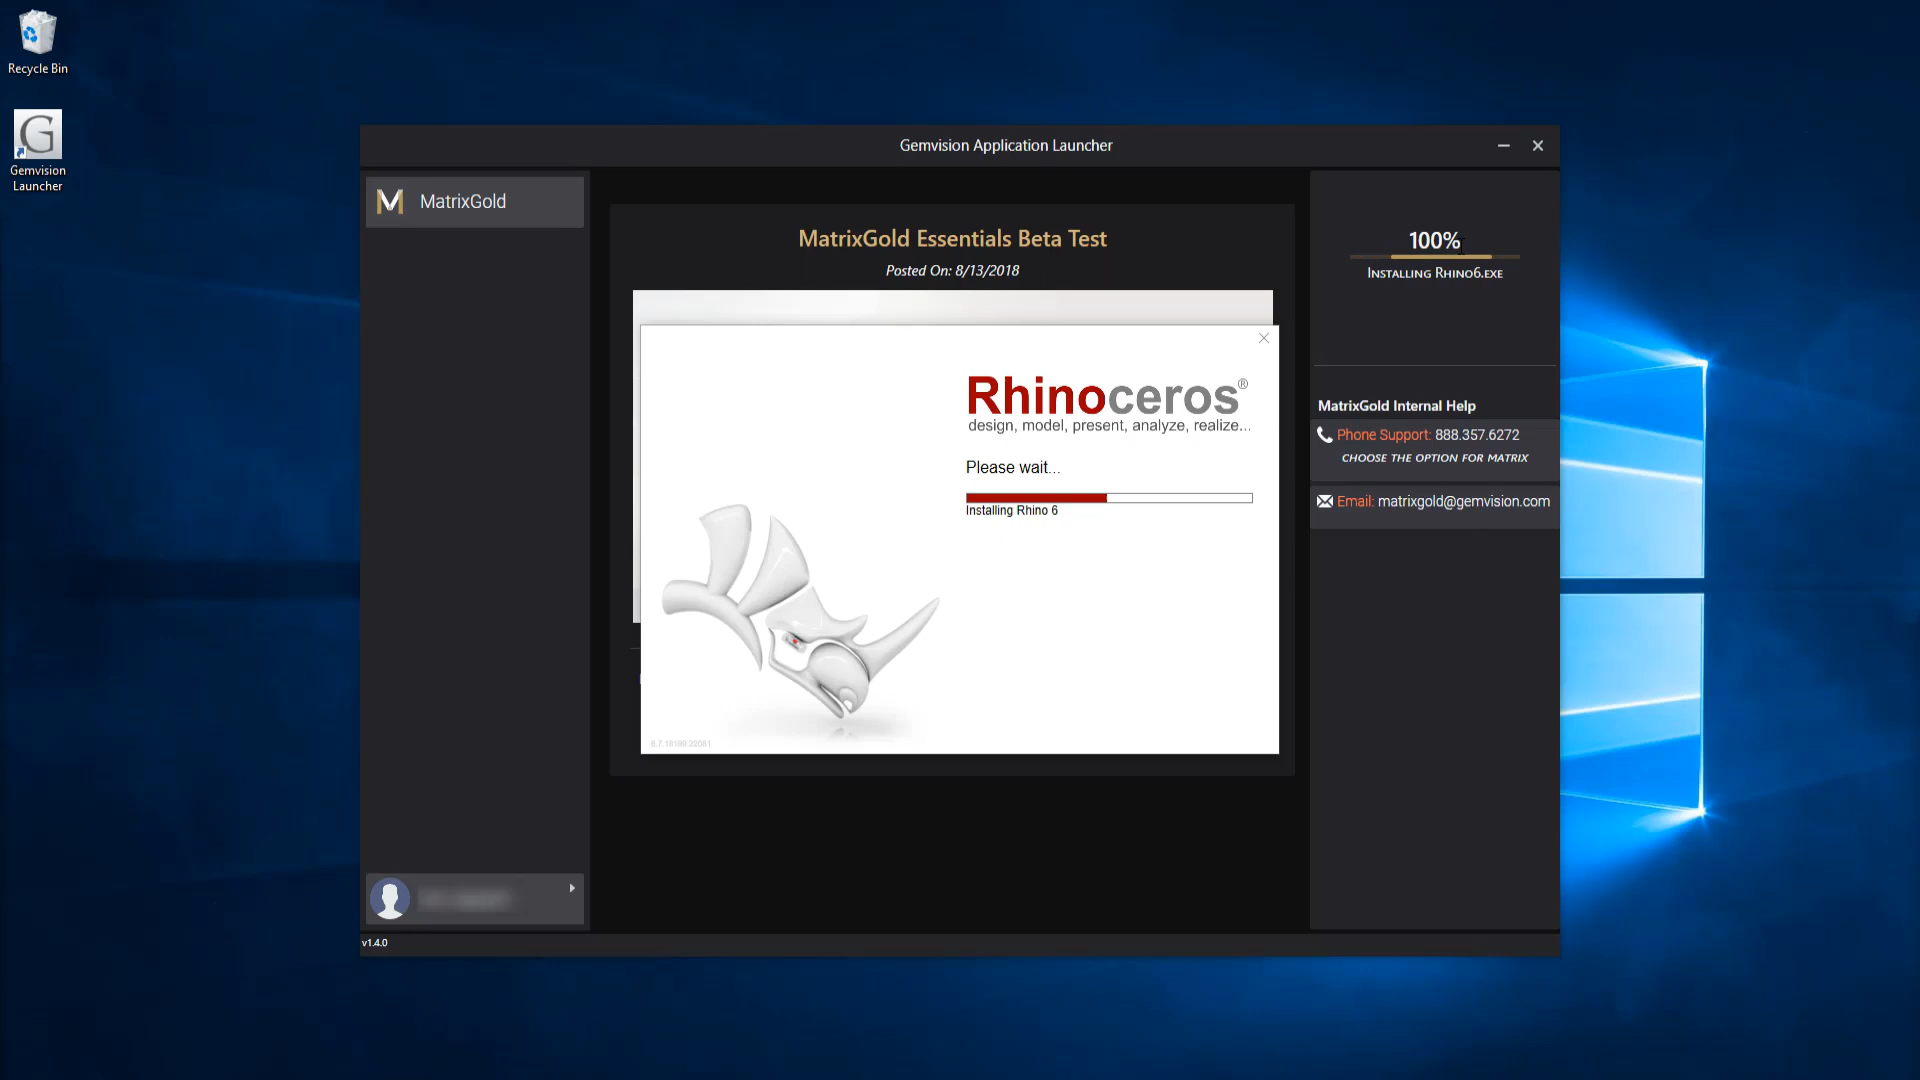 Recycle Bin
Gemvision
Launcher
Gemvision Application Launcher
MatrixGold
MatrixGold Essentials Beta Test
Posted On: 8/13/2018
Rhinoceros®
design, model, present, analyze, realize...
Please wait...
Installing Rhino 6
100%
Installing Rhino6.exe
MatrixGold Internal Help
Phone Support: 888.357.6272
CHOOSE THE OPTION FOR MATRIX
Email: matrixgold@gemvision.com
v1.4.0